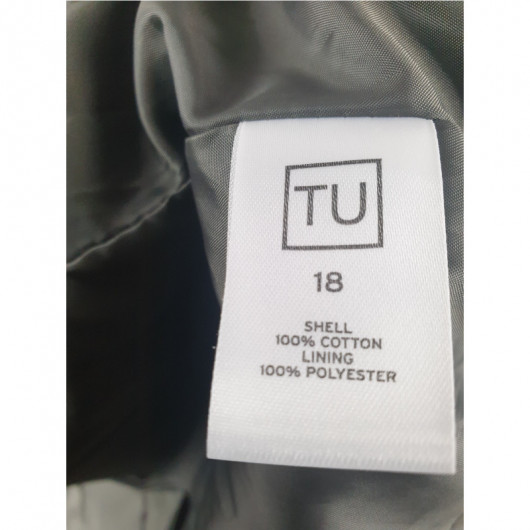 TU
18
SHELL
100% COTTON
LINING
100% POLYESTER